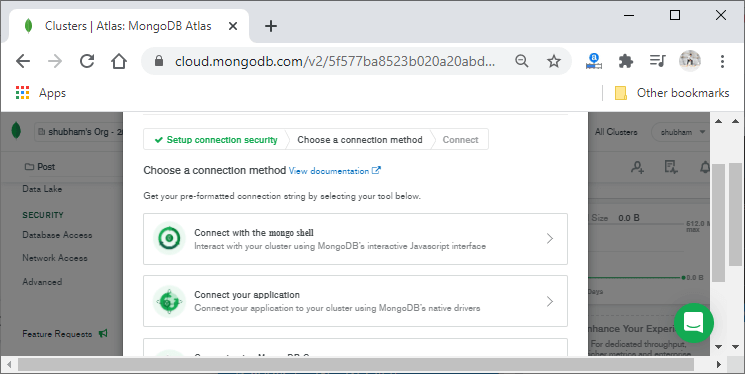 Clusters | Atlas: MongoDB Atlas
cloud.mongodb.com/v2/5f577ba8523b020a20abd...
Apps
Other bookmarks
shubham's Org - 2
All Clusters
shubham
Setup connection security
Choose a connection method
Connect
Post
Choose a connection method View documentation
Data Lake
Get your pre-formatted connection string by selecting your tool below.
SECURITY
Size 0.0 B
612.0
max
Database Access
Connect with the mongo shell
Interact with your cluster using MongoDB's interactive Javascript interface
Network Access
Advanced
0.0 B
Days
Connect your application
Connect your application to your cluster using MongoDB's native drivers
Feature Requests
nhance Your Experie
For dedicated throughput,